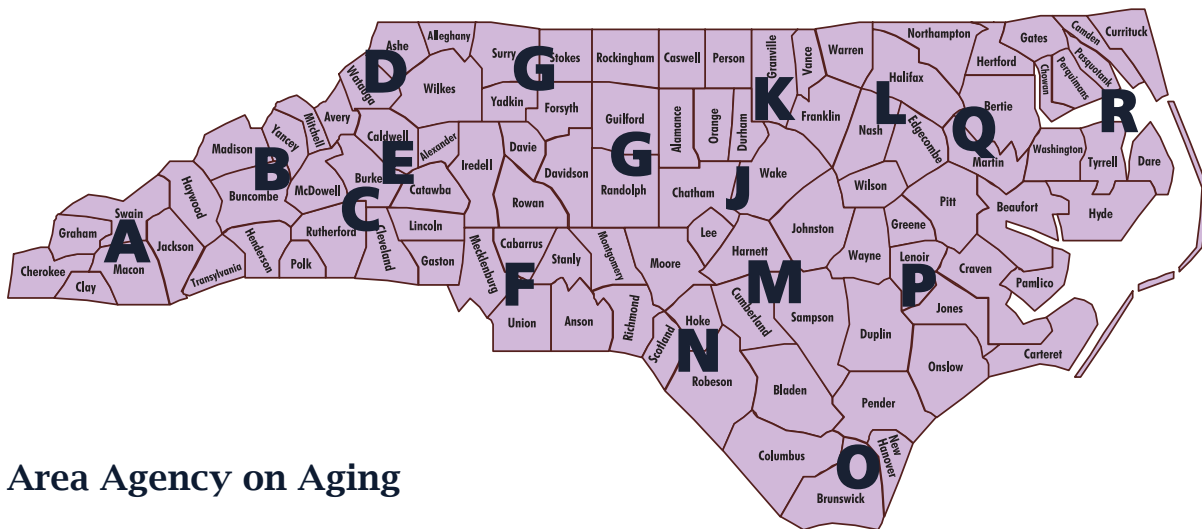 Ashe
Alleghany
Surry
Stokes
Rockingham
Caswell
Person
Granville
Vance
Warren
Northampton
Gates
Camden
Currituck
Pasquotank
Perquimans
Chowan
Hertford
Halifax
D
G
K
L
R
Watauga
Wilkes
Yadkin
Forsyth
Guilford
Alamance
Orange
Durham
Franklin
Nash
Edgecombe
Bertie
Q
Martin
Washington
Tyrrell
Dare
Madison
Yancey
Mitchell
Avery
Caldwell
Alexander
Iredell
Davie
Davidson
G
Randolph
Chatham
Wake
J
Wilson
Pitt
Beaufort
Hyde
B
E
Buncombe
McDowell
Burke
Catawba
Rowan
Haywood
Swain
Graham
A
Jackson
Macon
Cherokee
Clay
Transylvania
Henderson
Polk
Rutherford
C
Cleveland
Lincoln
Gaston
Mecklenburg
Cabarrus
Stanly
Montgomery
Moore
Lee
Harnett
Johnston
Wayne
Greene
Lenoir
Craven
Pamlico
F
Union
Anson
Richmond
Scotland
Hoke
Cumberland
M
Sampson
Duplin
P
Jones
Onslow
Carteret
N
Robeson
Bladen
Pender
Columbus
O
New
Hanover
Brunswick
Area Agency on Aging